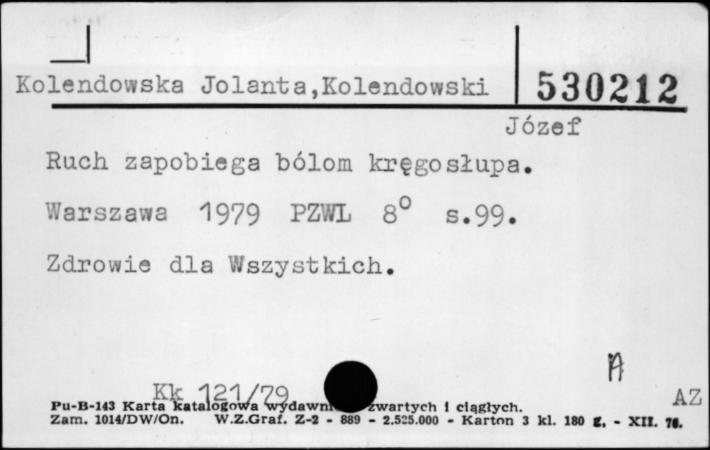 Kolendowska Jolanta,Kolendowski 530212
Józef
Ruch zapobiega bólom kręgosłupa.
Warszawa 1979 PZWL 8° s.99.
Zdrowie dla Wszystkich.
A
Kk 121/79
AZ
Pu-B-143 Karta katalogowa zwartych i ciągłych.
Zam. 1014/DW/On. W.Z.Graf. Z-2 - 889 - 2.525.000 - Karton 3 kl. 180 g. - XII. 76.